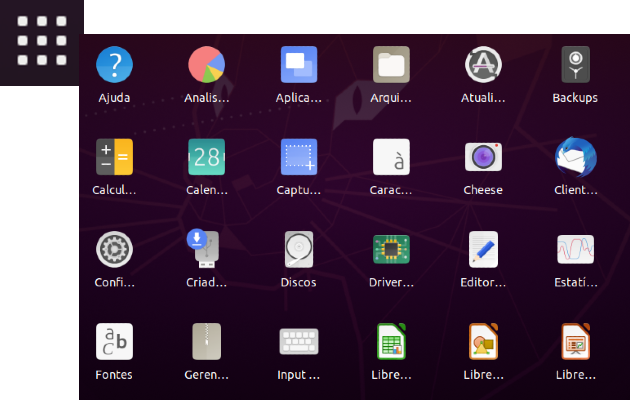 Ajuda Analis... Aplica... Arqui... Atuali... Backups
28
Calcul... Calen... Captu... Carac... Cheese Client...
Confi... Criad... Discos Driver... Editor... Estatí...
Fontes Geren... Input ... Libre... Libre... Libre...